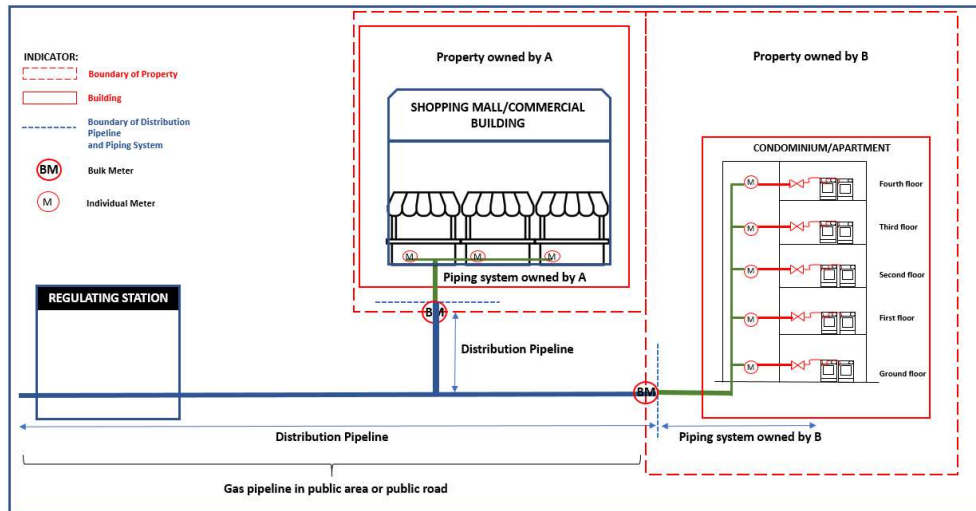 INDICATOR:
Boundary of Property
Building
Boundary of Distribution
Pipeline
and Piping System
BM
Bulk Meter
M
Individual Meter
Property owned by A
SHOPPING MALL/COMMERCIAL
BUILDING
M
M
M
Piping system owned by A
BM
Distribution Pipeline
REGULATING STATION
Distribution Pipeline
Gas pipeline in public area or public road
Property owned by B
CONDOMINIUM/APARTMENT
M
Fourth floor
M
Third floor
M
Second floor
M
First floor
M
Ground floor
BM
Piping system owned by B